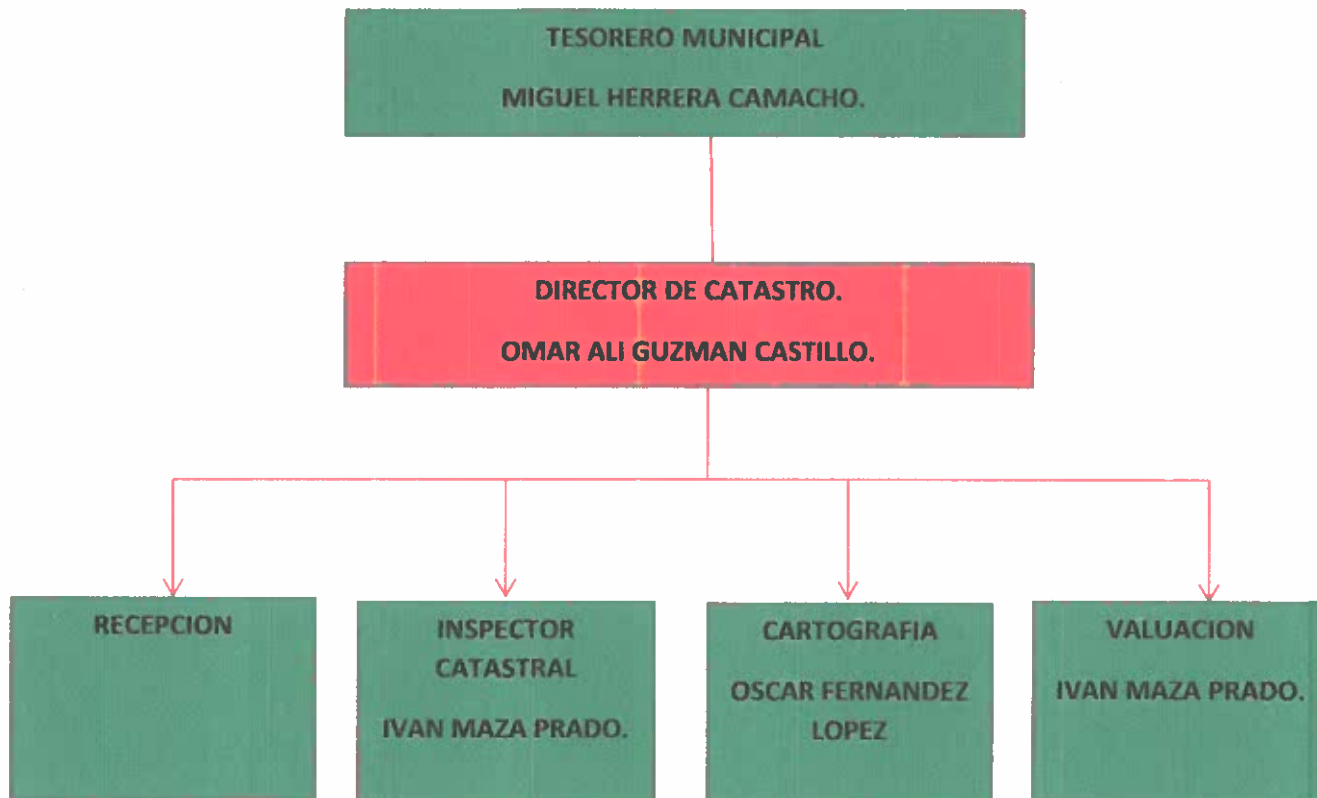 TESORERO MUNICIPAL
MIGUEL HERRERA CAMACHO.
DIRECTOR DE CATASTRO.
OMAR ALI GUZMAN CASTILLO.
RECEPCION
INSPECTOR
CATASTRAL
IVAN MAZA PRADO.
CARTOGRAFIA
OSCAR FERNANDEZ
LOPEZ
VALUACION
IVAN MAZA PRADO.